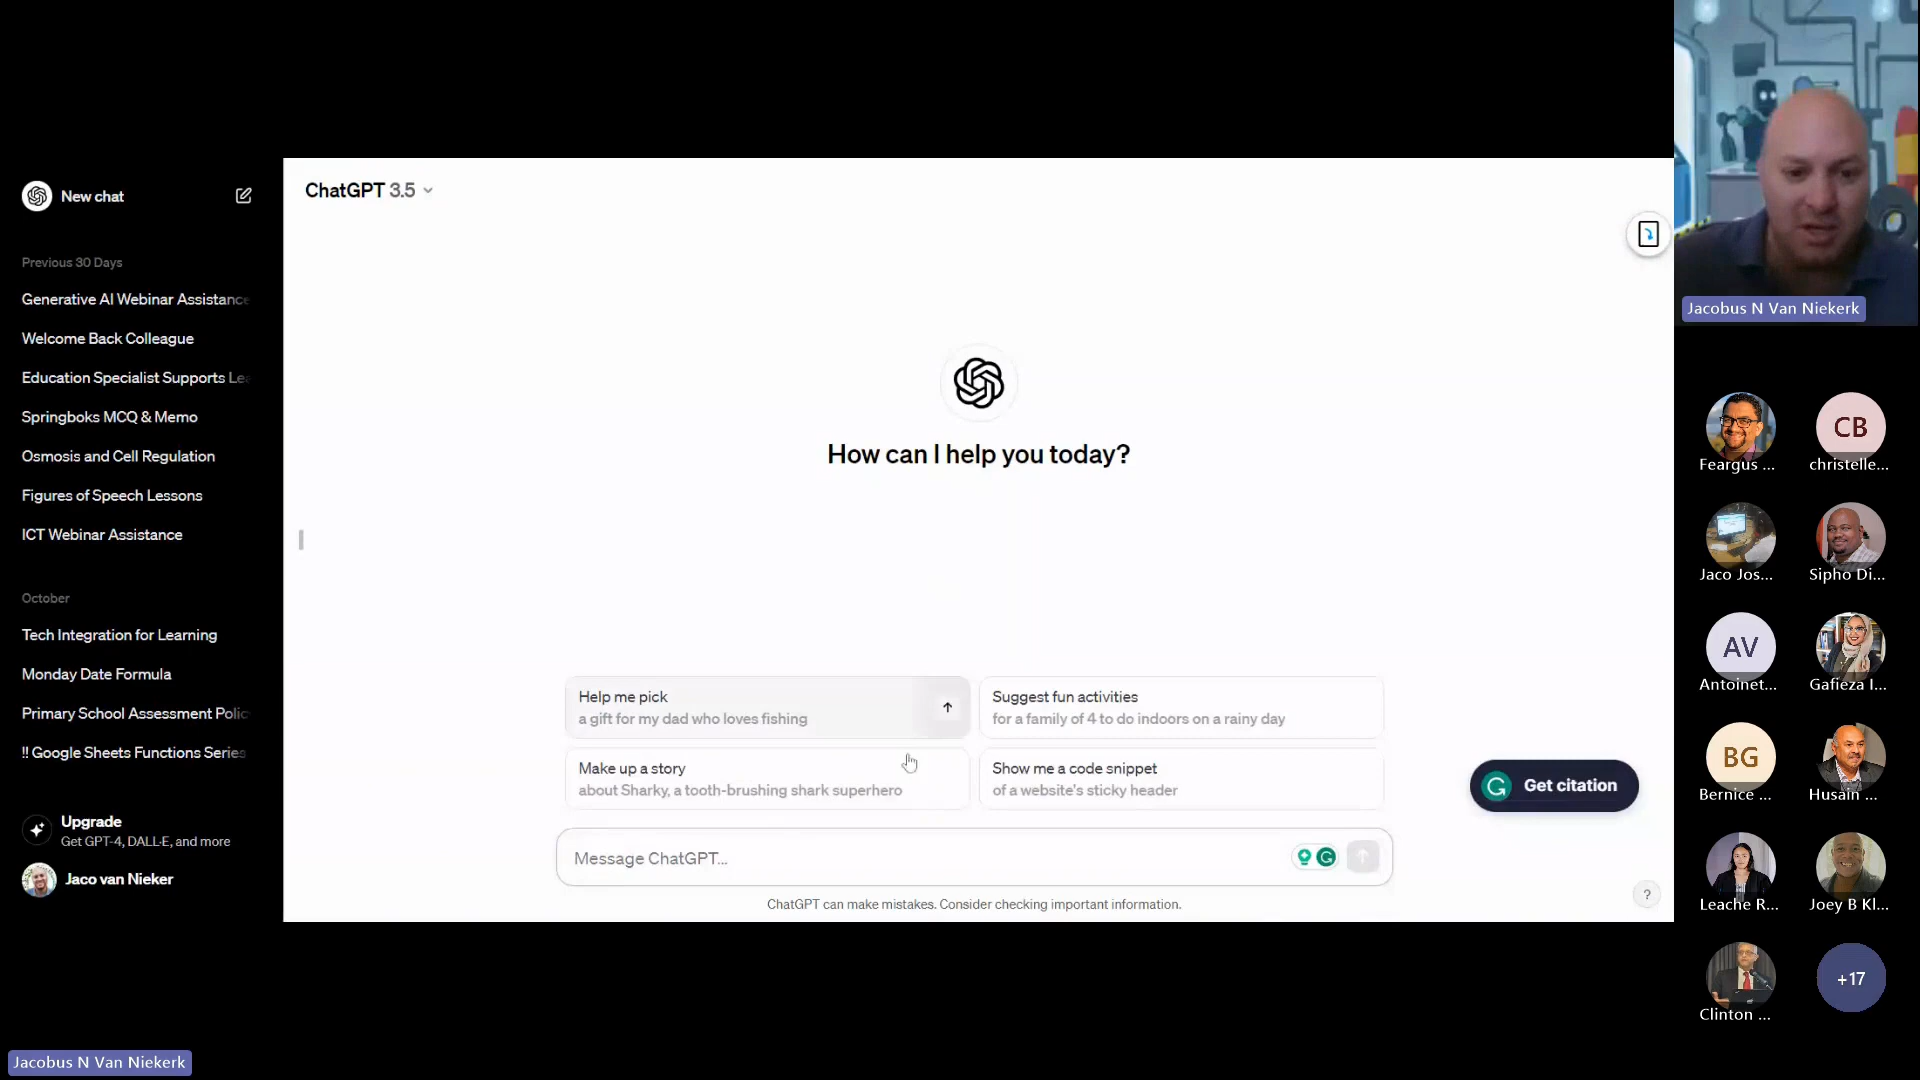 New chat
Previous 30 Days
Generative AI Webinar Assistance
Welcome Back Colleague
Education Specialist Supports Lea
Springboks MCQ & Memo
Osmosis and Cell Regulation
Figures of Speech Lessons
ICT Webinar Assistance
October
Tech Integration for Learning
Monday Date Formula
Primary School Assessment Polic
!! Google Sheets Functions Series
Upgrade
Get GPT-4, DALL·E, and more
Jaco van Nieker
ChatGPT 3.5
How can I help you today?
Help me pick
a gift for my dad who loves fishing
Suggest fun activities
for a family of 4 to do indoors on a rainy day
Make up a story
about Sharky, a tooth-brushing shark superhero
Show me a code snippet
of a website's sticky header
Get citation
Message ChatGPT...
ChatGPT can make mistakes. Consider checking important information.
?
Jacobus N Van Niekerk
Feargus ...
CB
christelle...
Jaco Jos...
Sipho Di...
AV
Antoinet...
Gafieza I...
BG
Bernice ...
Husain ...
Leache R...
Joey B Kl...
Clinton ...
+17
Jacobus N Van Niekerk